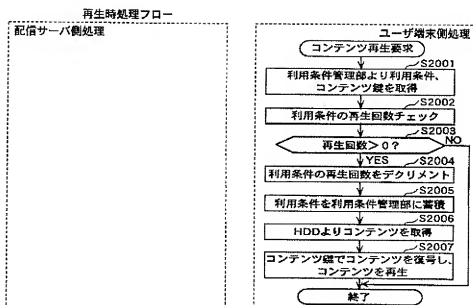 再生時処理フロー
配信サーバ側処理
ユーザ端末側処理
コンテンツ再生要求
S2001
利用条件管理部より利用条件、
コンテンツ鍵を取得
S2002
利用条件の再生回数チェック
S2003
再生回数>0?
NO
YES
S2004
利用条件の再生回数をデクリメント
S2005
利用条件を利用条件管理部に蓄積
S2006
HDDよりコンテンツを取得
S2007
コンテンツ鍵でコンテンツを復号し、
コンテンツを再生
終了